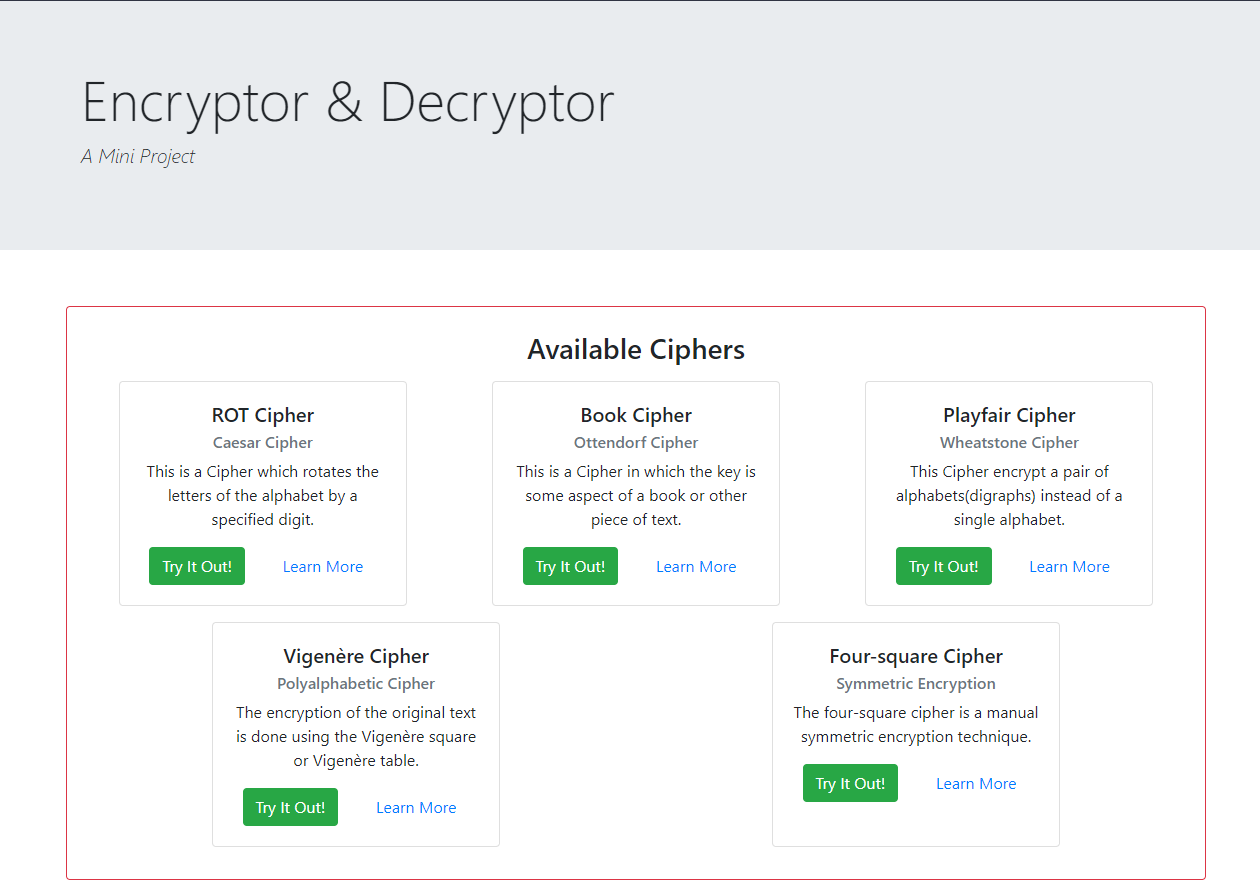 Encryptor & Decryptor
A Mini Project
Available Ciphers
ROT Cipher
Caesar Cipher
This is a Cipher which rotates the
letters of the alphabet by a
specified digit.
Try It Out!
Learn More
Book Cipher
Ottendorf Cipher
This is a Cipher in which the key is
some aspect of a book or other
piece of text.
Try It Out!
Learn More
Playfair Cipher
Wheatstone Cipher
This Cipher encrypt a pair of
alphabets(digraphs) instead of a
single alphabet.
Try It Out!
Learn More
Vigenère Cipher
Polyalphabetic Cipher
The encryption of the original text
is done using the Vigenère square
or Vigenère table.
Try It Out!
Learn More
Four-square Cipher
Symmetric Encryption
The four-square cipher is a manual
symmetric encryption technique.
Try It Out!
Learn More